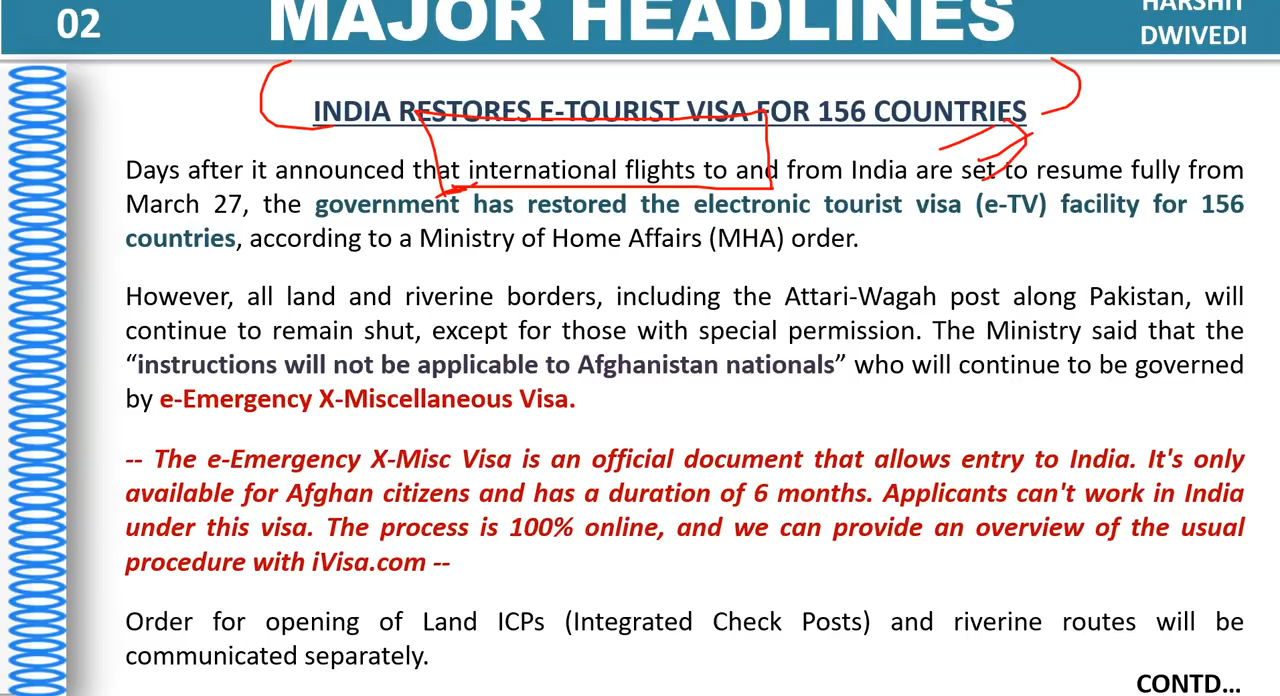 02
MAJOR HEADLINES
HARSHIT
DWIVEDI
INDIA RESTORES E-TOURIST VISA FOR 156 COUNTRIES
Days after it announced that international flights to and from India are set to resume fully from
March 27, the government has restored the electronic tourist visa (e-TV) facility for 156
countries, according to a Ministry of Home Affairs (MHA) order.
However, all land and riverine borders, including the Attari-Wagah post along Pakistan, will
continue to remain shut, except for those with special permission. The Ministry said that the
“instructions will not be applicable to Afghanistan nationals” who will continue to be governed
by e-Emergency X-Miscellaneous Visa.
-- The e-Emergency X-Misc Visa is an official document that allows entry to India. It's only
available for Afghan citizens and has a duration of 6 months. Applicants can't work in India
under this visa. The process is 100% online, and we can provide an overview of the usual
procedure with iVisa.com --
Order for opening of Land ICPs (Integrated Check Posts) and riverine routes will be
communicated separately.
CONTD...